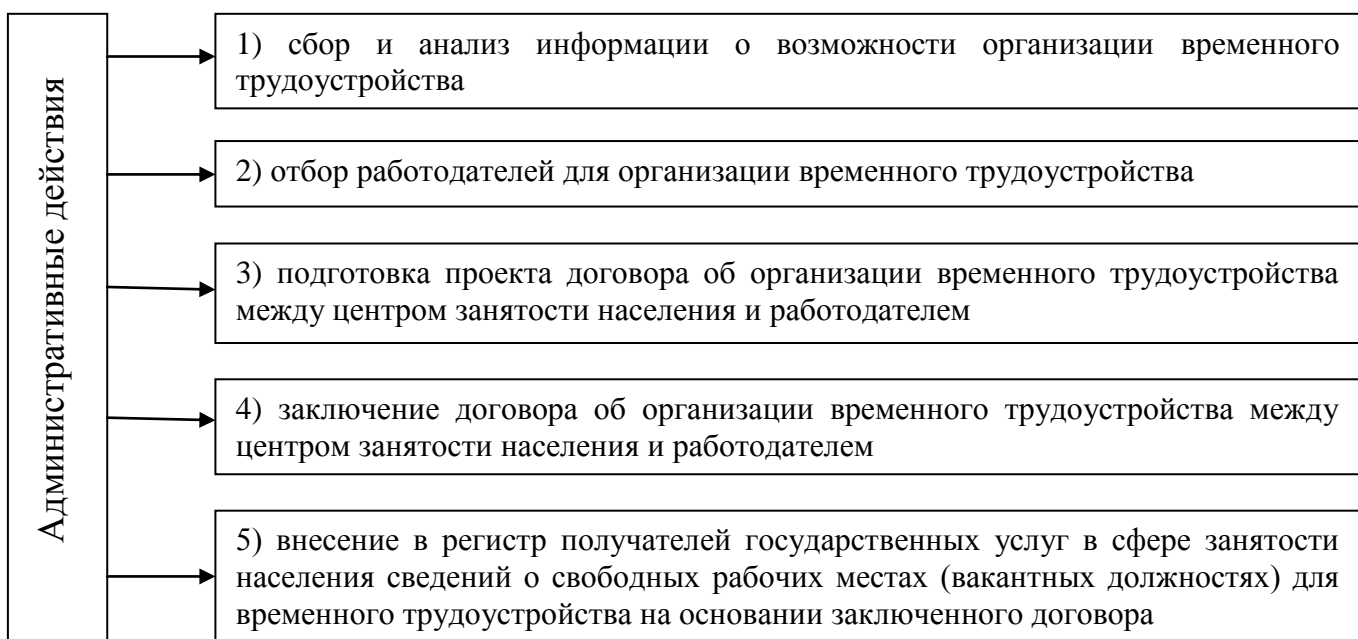 Административные действия
1) сбор и анализ информации о возможности организации временного
трудоустройства
2) отбор работодателей для организации временного трудоустройства
3) подготовка проекта договора об организации временного трудоустройства
между центром занятости населения и работодателем
4) заключение договора об организации временного трудоустройства между
центром занятости населения и работодателем
5) внесение в регистр получателей государственных услуг в сфере занятости
населения сведений о свободных рабочих местах (вакантных должностях) для
временного трудоустройства на основании заключенного договора